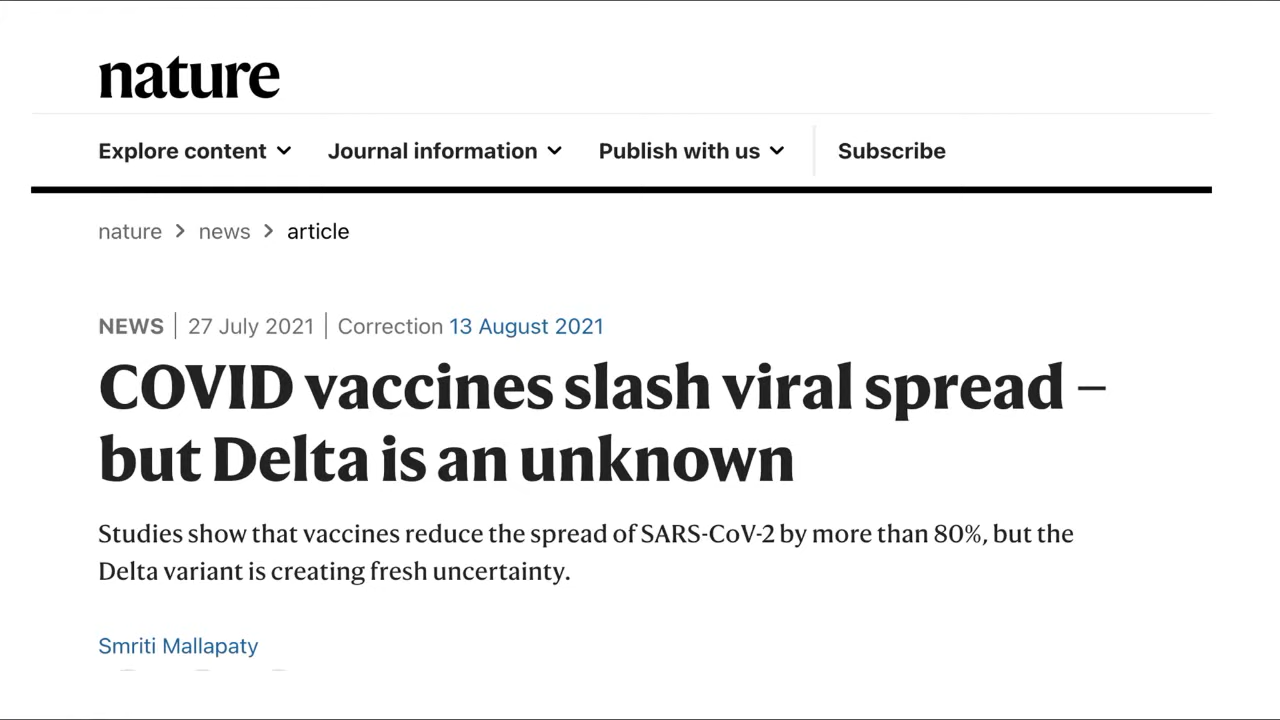 nature
Explore content Journal information Publish with us Subscribe
nature > news > article
NEWS | 27 July 2021 | Correction 13 August 2021
COVID vaccines slash viral spread –
but Delta is an unknown
Studies show that vaccines reduce the spread of SARS-CoV-2 by more than 80%, but the
Delta variant is creating fresh uncertainty.
Smriti Mallapaty